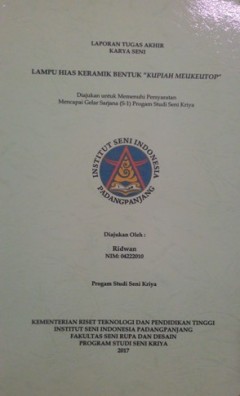 LAPORAN TUGAS AKHIR
KARYA SENI
LAMPU HIAS KERAMIK BENTUK "KUPIAH MEUKEUTOP"
Diajukan untuk Memenuhi Persyaratan
Mencapai Gelar Sarjana (S-1) Progam Studi Seni Kriya
INSTITUT SENI INDONESIA
PADANGPANJANG
Diajukan Oleh :
Ridwan
NIM: 04222010
Progam Studi Seni Kriya
KEMENTERIAN RISET TEKNOLOGI DAN PENDIDIKAN TINGGI
INSTITUT SENI INDONESIA PADANGPANJANG
FAKULTAS SENI RUPA DAN DESAIN
PROGRAM STUDI SENI KRIYA
2017